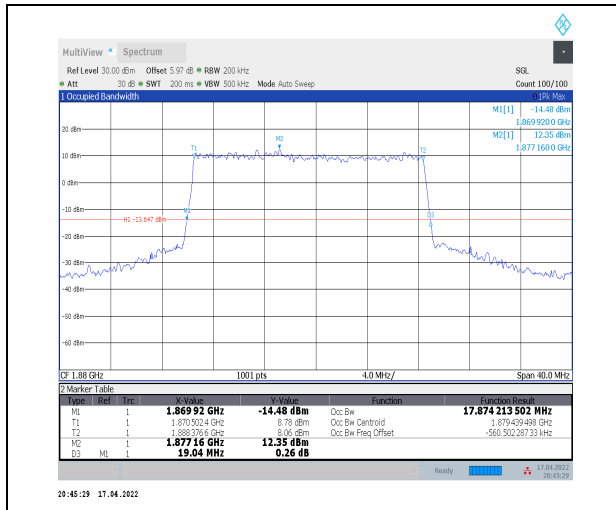 MultiView Spectrum
Ref Level 30.00 dBm Offset 5.97 dB RBW 200 kHz SGL
Att 30 dB SWT 200 ms VBW 500 kHz Mode Auto Sweep Count 100/100
1 Occupied Bandwidth 1Pk Max
M1[1] -14.48 dBm
1.869 920 0 GHz
M2[1] 12.35 dBm
1.877 160 0 GHz
20 dBm
M2
T1 T2
10 dBm
0 dBm
-10 dBm
M1 D3
H1 -13.647 dBm
-20 dBm
-30 dBm
-40 dBm
-50 dBm
-60 dBm
CF 1.88 GHz 1001 pts 4.0 MHz/ Span 40.0 MHz
2 Marker Table
Type Ref Trc X-Value Y-Value Function Function Result
M1 1 1.869 92 GHz -14.48 dBm Occ Bw 17.874 213 502 MHz
T1 1 1.870 502 4 GHz 8.78 dBm Occ Bw Centroid 1.879 439 498 GHz
T2 1 1.888 376 6 GHz 8.06 dBm Occ Bw Freq Offset -560.502 287 33 kHz
M2 1 1.877 16 GHz 12.35 dBm
D3 M1 1 19.04 MHz 0.26 dB
Ready 17.04.2022
20:45:29
20:45:29 17.04.2022